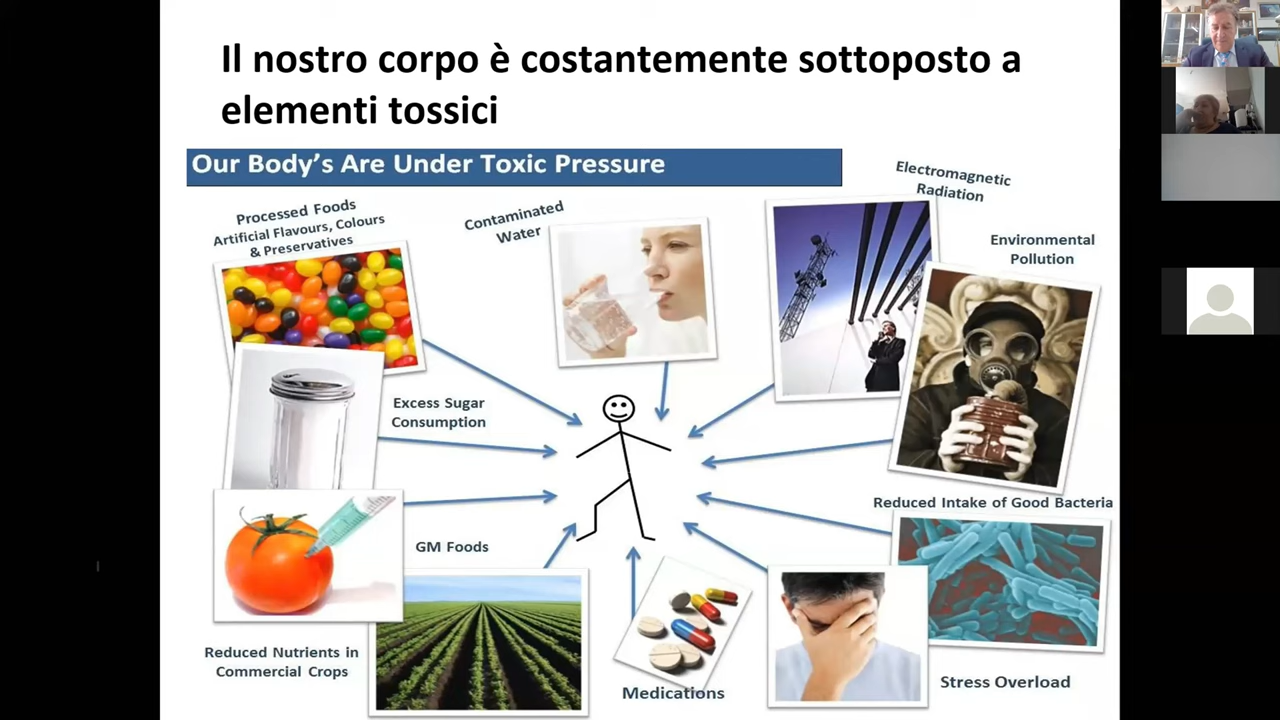 Il nostro corpo è costantemente sottoposto a
elementi tossici
Our Body's Are Under Toxic Pressure
Processed Foods
Artificial Flavours, Colours
& Preservatives
Contaminated
Water
Electromagnetic
Radiation
Environmental
Pollution
Excess Sugar
Consumption
Reduced Intake of Good Bacteria
GM Foods
Reduced Nutrients in
Commercial Crops
Medications
Stress Overload